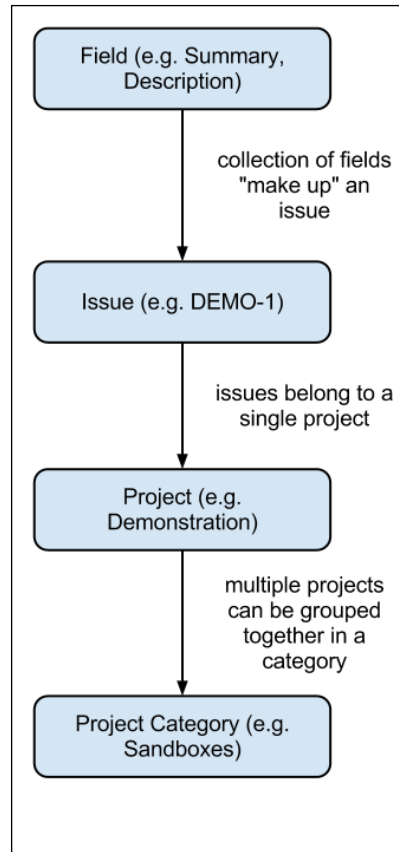 Field (e.g. Summary,
Description)
collection of fields
"make up" an
issue
Issue (e.g. DEMO-1)
issues belong to a
single project
Project (e.g.
Demonstration)
multiple projects
can be grouped
together in a
category
Project Category (e.g.
Sandboxes)